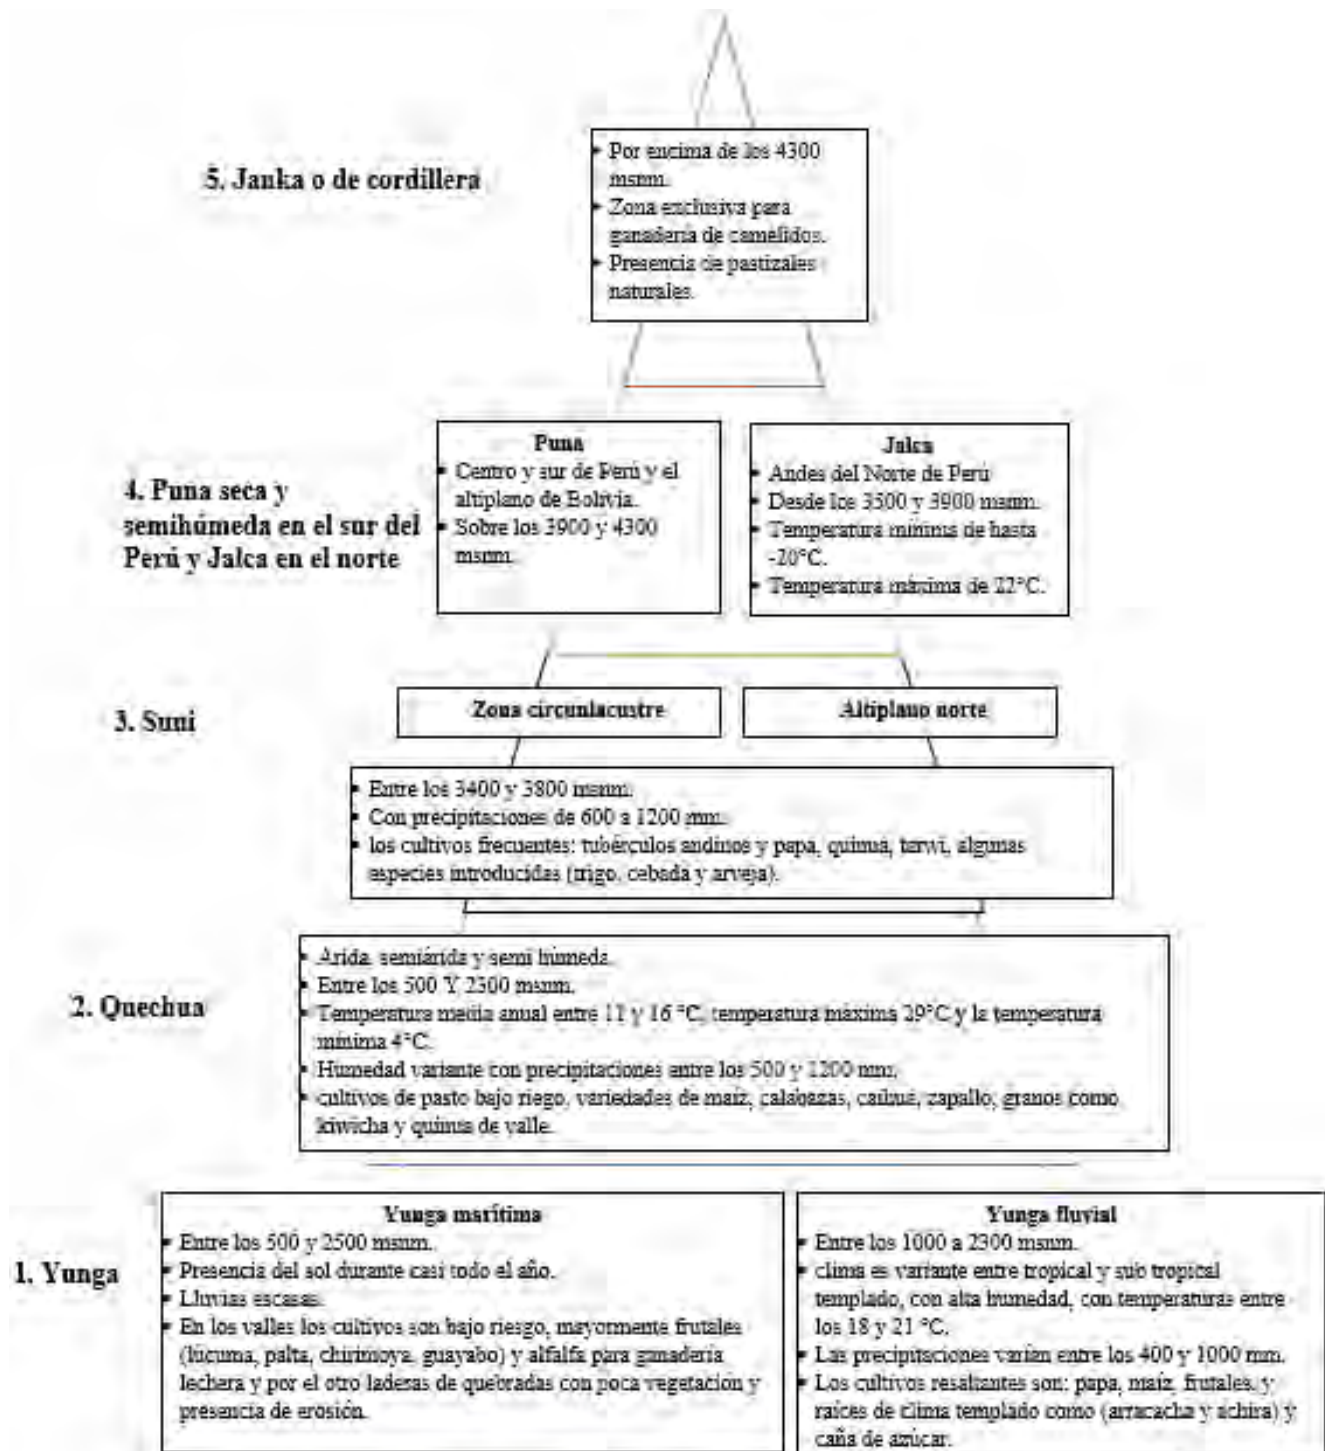 5. Janka o de cordillera
Por encima de los 4300
msnm.
Zona exclusiva para
ganadería de camélidos.
Presencia de pastizales
naturales.
4. Puna seca y
semihúmeda en el sur del
Perú y Jalca en el norte
Puna
Centro y sur de Perú y el
altiplano de Bolivia.
Sobre los 3900 y 4300
msnm.
Jalca
Andes del Norte de Perú
Desde los 3500 y 3900 msnm.
Temperatura mínima de hasta
-20°C.
Temperatura máxima de 22°C.
3. Suni
Zona circunlacustre
Altiplano norte
Entre los 3400 y 3800 msnm.
Con precipitaciones de 600 a 1200 mm.
los cultivos frecuentes: tubérculos andinos y papa, quinua, tarwi, algunas
especies introducidas (trigo, cebada y arveja).
2. Quechua
Arida, semiárida y semi húmeda.
Entre los 500 Y 2300 msnm.
Temperatura media anual entre 11 y 16 °C, temperatura máxima 29°C y la temperatura
mínima 4°C.
Humedad variante con precipitaciones entre los 500 y 1200 mm.
cultivos de pasto bajo riego, variedades de maíz, calabazas, caihua, zapallo, granos como
kiwicha y quinua de valle.
1. Yunga
Yunga marítima
Entre los 500 y 2500 msnm.
Presencia del sol durante casi todo el año.
Lluvias escasas.
En los valles los cultivos son bajo riesgo, mayormente frutales
(lúcuma, palta, chirimoya, guayabo) y alfalfa para ganadería
lechera y por el otro laderas de quebradas con poca vegetación y
presencia de erosión.
Yunga fluvial
Entre los 1000 a 2300 msnm.
clima es variante entre tropical y sub tropical
templado, con alta humedad, con temperaturas entre
los 18 y 21 °C.
Las precipitaciones varían entre los 400 y 1000 mm.
Los cultivos resaltantes son: papa, maíz, frutales, y
raíces de clima templado como (arracacha y achira) y
caña de azúcar.